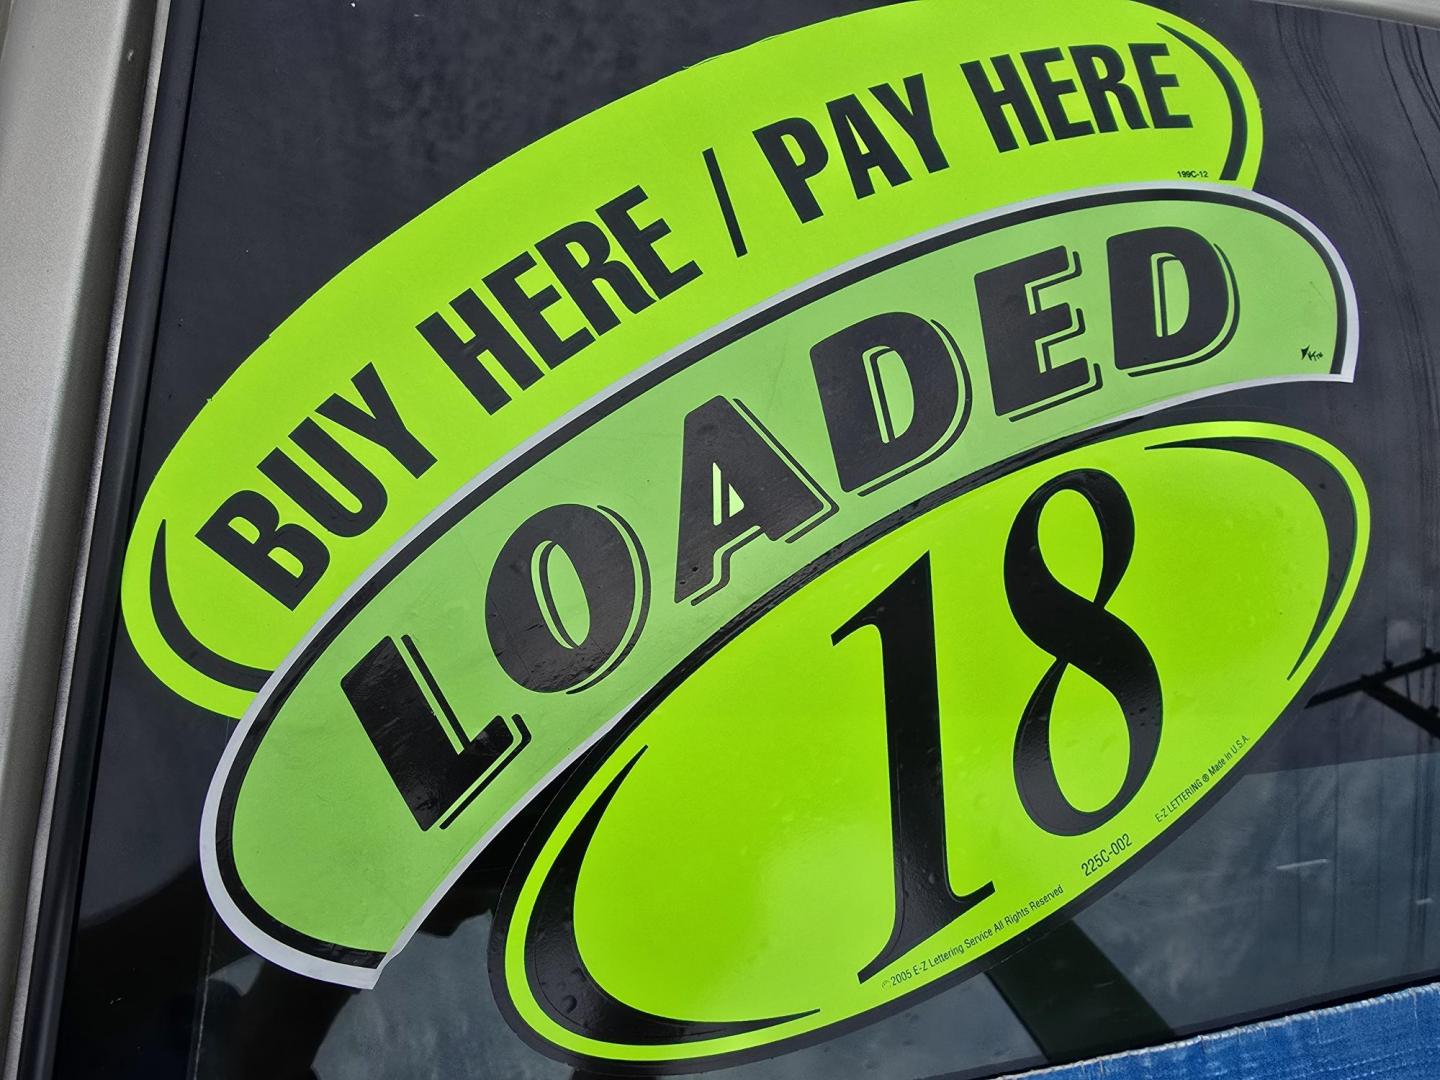 BUY HERE / PAY HERE
199C-12
LOADED
18
©2005 E-Z Lettering Service All Rights Reserved
225C-002
E-Z LETTERING ® Made in U.S.A.